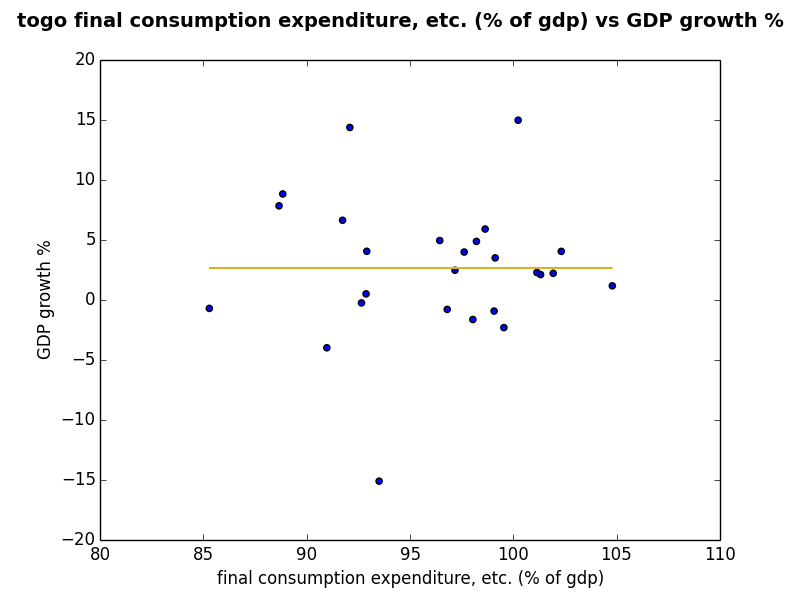 togo final consumption expenditure, etc. (% of gdp) vs GDP growth %
20
15
10
5
0
−5
−10
−15
−20
GDP growth %
80 85 90 95 100 105 110
final consumption expenditure, etc. (% of gdp)